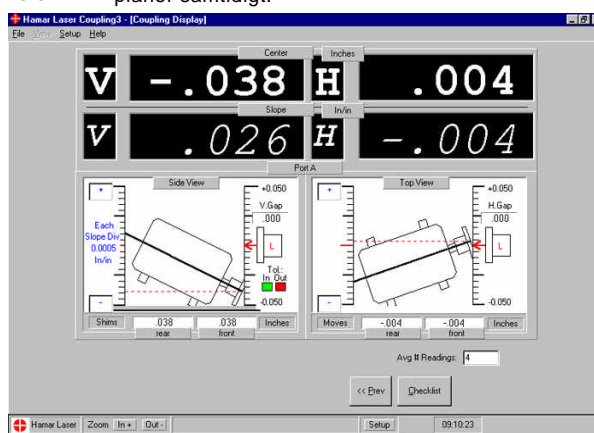 planer samtidigt.
Hamar Laser Coupling3 - [Coupling Display]
File View Setup Help
Center Inches
V -.038 H .004
Slope In/in
V .026 H -.004
Port A
Side View
+0.050
V.Gap
.000
Each
Slope Div
0.0005
In/in
L
Tol.:
In Out
-0.050
Shims .038 .038 Inches
rear front
Top View
+0.050
H.Gap
.000
L
-0.050
Moves -.004 -.004 Inches
rear front
Avg # Readings: 4
<< Prev Checklist
Hamar Laser Zoom In + Out - Setup 09:10:23